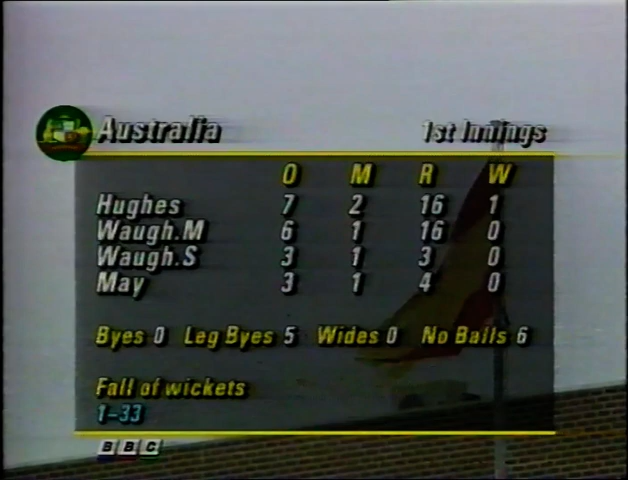 Australia 1st Innings
O M R W
Hughes 7 2 16 1
Waugh.M 6 1 16 0
Waugh.S 3 1 3 0
May 3 1 4 0
Byes 0 Leg Byes 5 Wides 0 No Balls 6
Fall of wickets
1-33
BBC